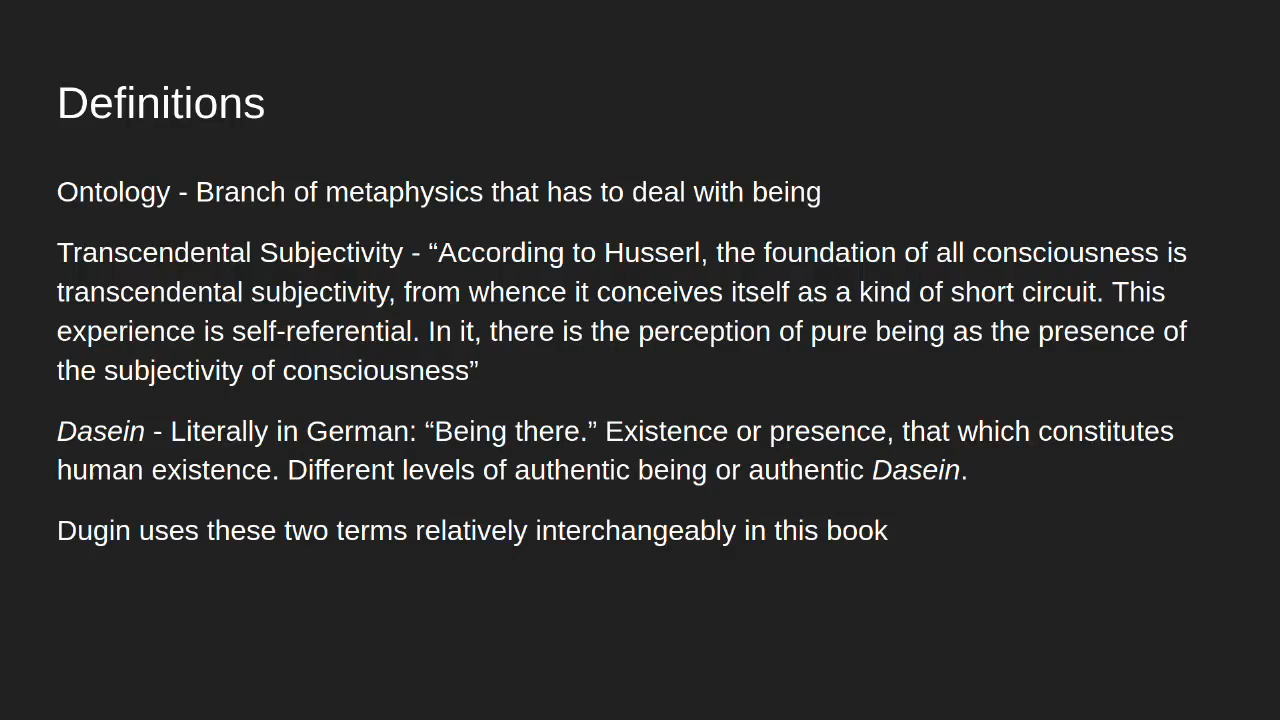 Definitions
Ontology - Branch of metaphysics that has to deal with being
Transcendental Subjectivity - “According to Husserl, the foundation of all consciousness is
transcendental subjectivity, from whence it conceives itself as a kind of short circuit. This
experience is self-referential. In it, there is the perception of pure being as the presence of
the subjectivity of consciousness”
Dasein - Literally in German: “Being there.” Existence or presence, that which constitutes
human existence. Different levels of authentic being or authentic Dasein.
Dugin uses these two terms relatively interchangeably in this book